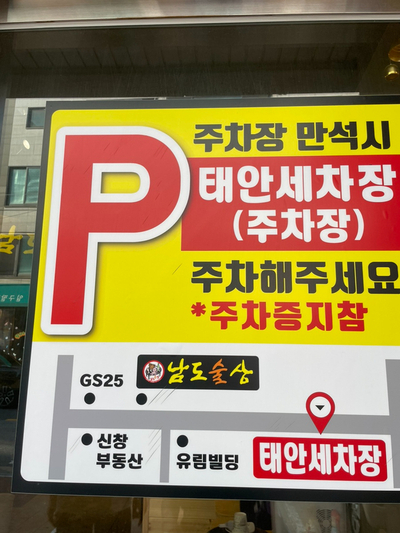 P
주차장 만석시
태안세차장
(주차장)
주차해주세요
*주차증지참
GS25
남도술상
신창
부동산
유림빌딩
태안세차장